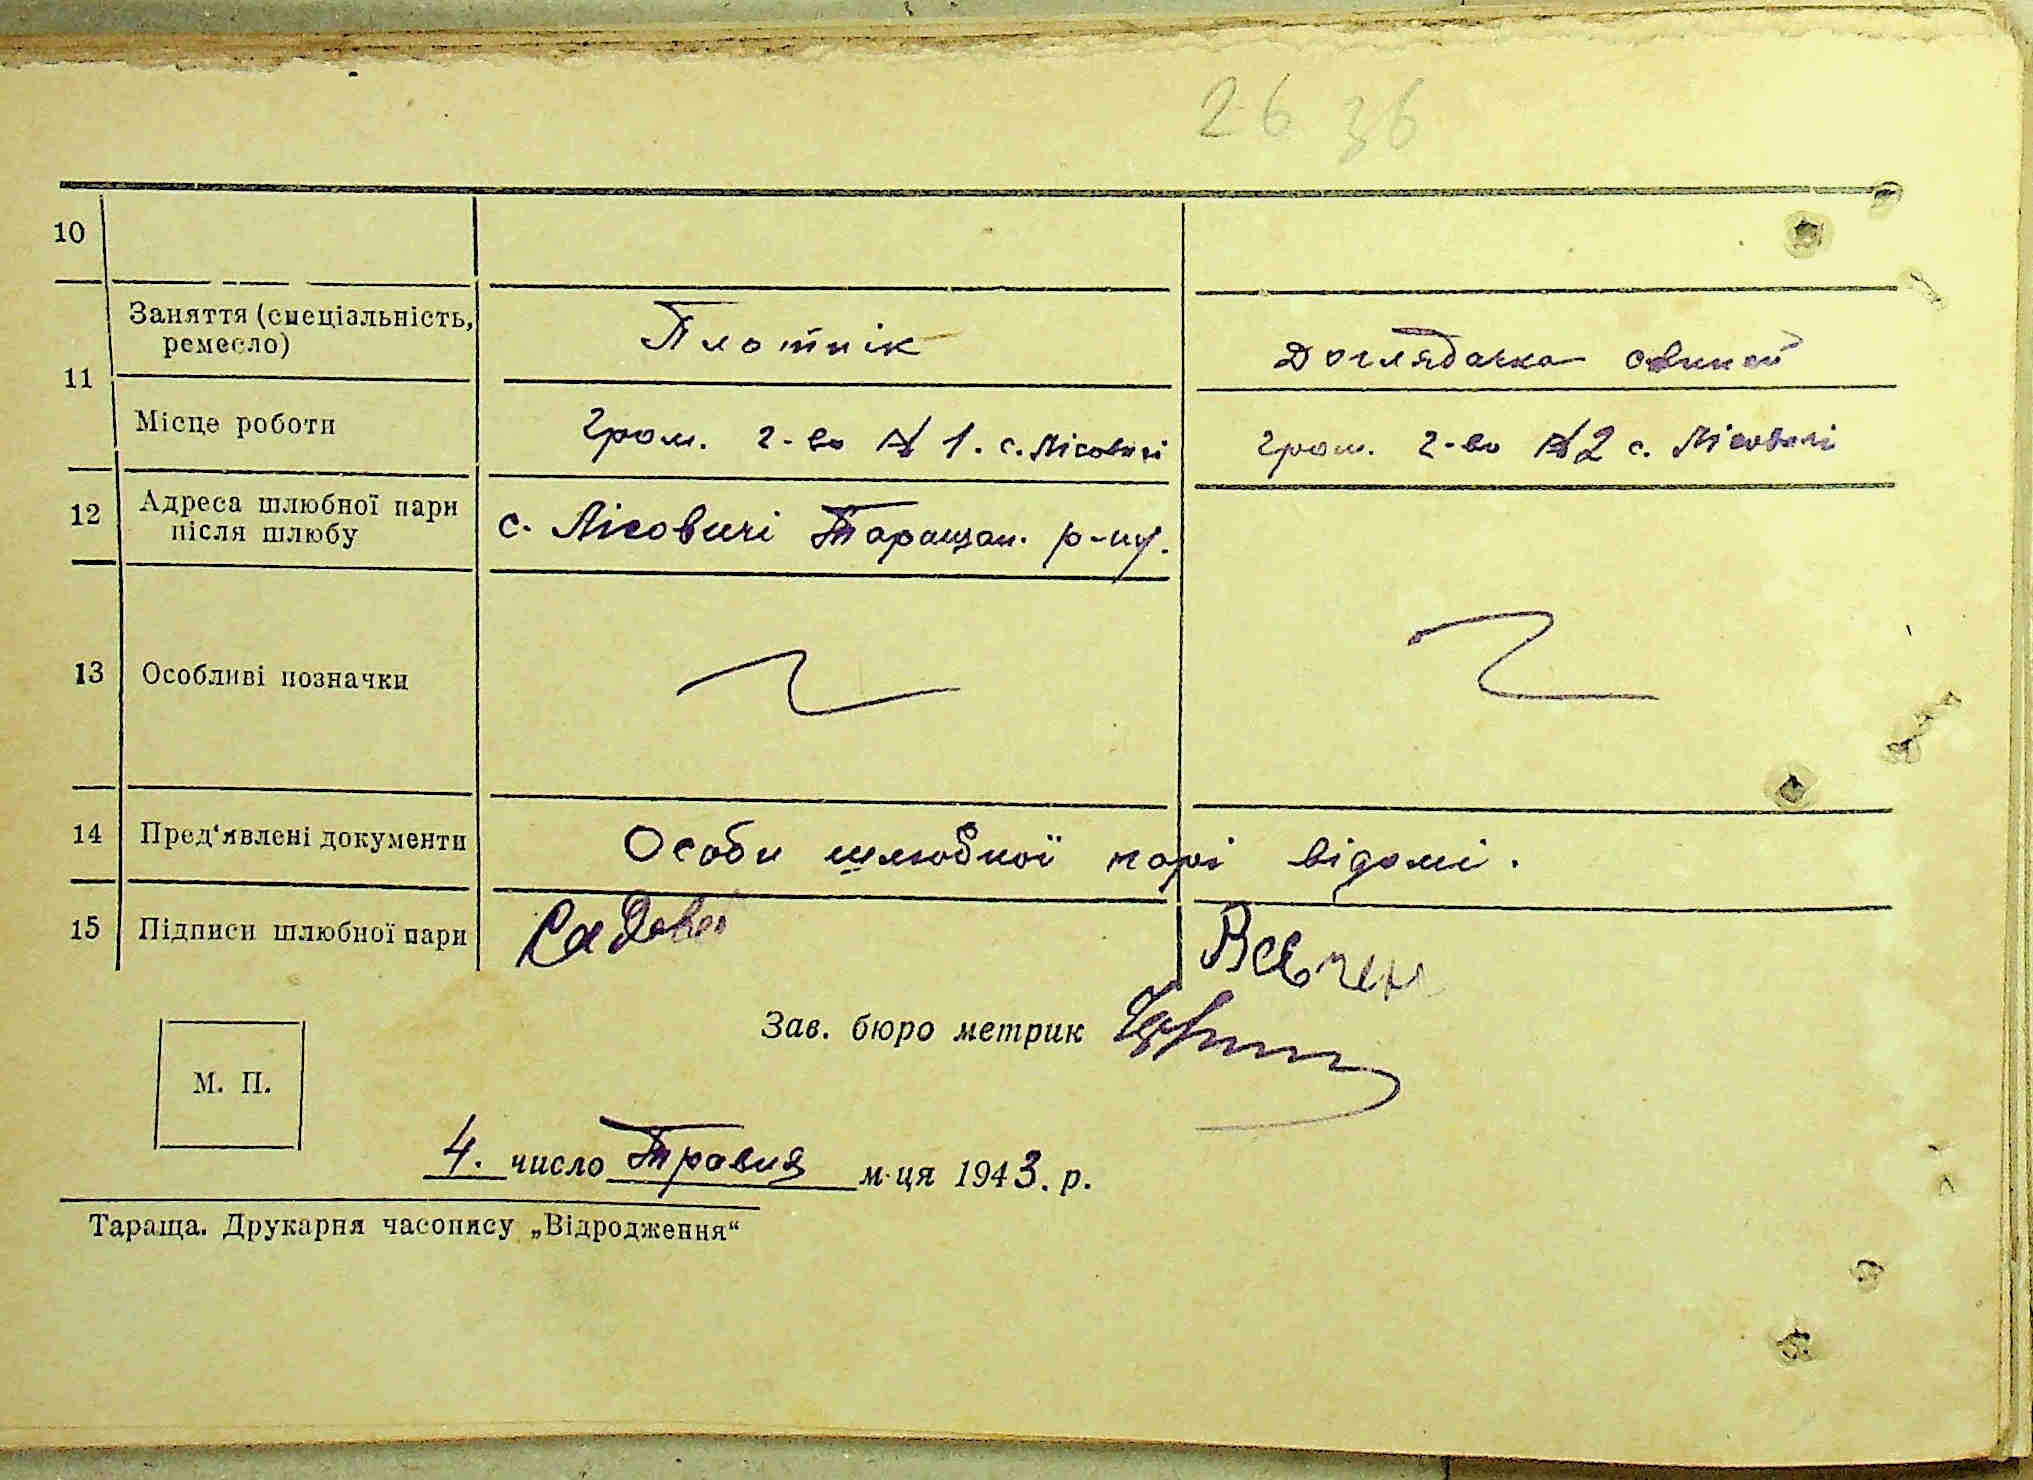 26 36
10
11 Заняття (спеціальність, ремесло) Плотнік Доглядачка свиней
Місце роботи Гром. г-во № 1. с. Лісовичі Гром. г-во № 2 с. Лісовичі
12 Адреса шлюбної пари після шлюбу с. Лісовичі Таращан. р-ну.
13 Особливі позначки
14 Пред'явлені документи Особи шлюбної парі відомі.
15 Підписи шлюбної пари Садовой
Зав. бюро метрик
М. П.
4. число Травня м-ця 1943. р.
Тараща. Друкарня часопису „Відродження“